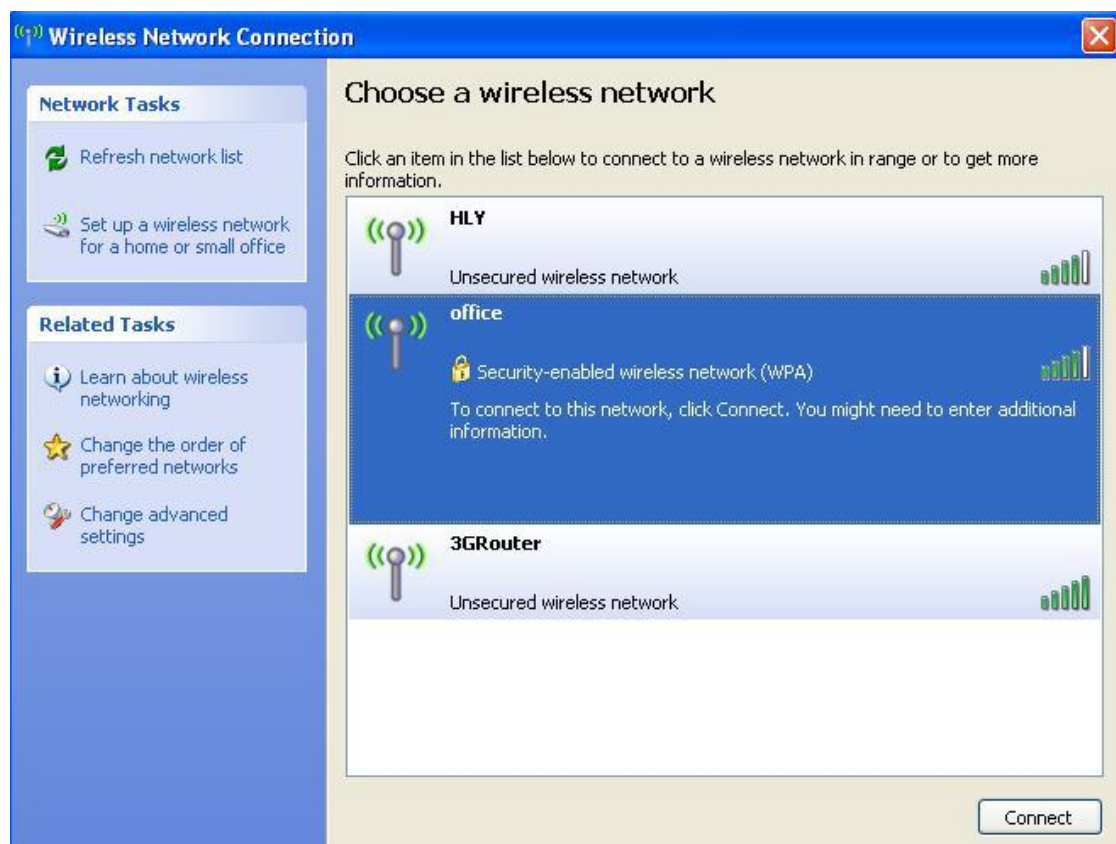 Wireless Network Connection
Network Tasks
Refresh network list
Set up a wireless network
for a home or small office
Related Tasks
Learn about wireless
networking
Change the order of
preferred networks
Change advanced
settings
Choose a wireless network
Click an item in the list below to connect to a wireless network in range or to get more
information.
HLY
Unsecured wireless network
office
Security-enabled wireless network (WPA)
To connect to this network, click Connect. You might need to enter additional
information.
3GRouter
Unsecured wireless network
Connect